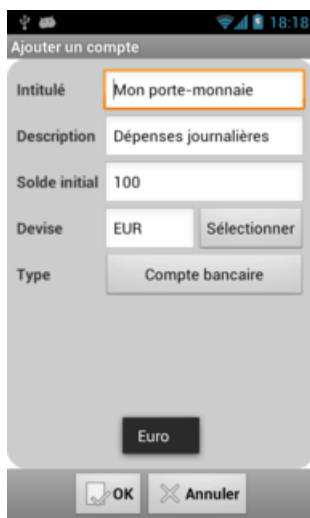 18:18
Ajouter un compte
Intitulé Mon porte-monnaie
Description Dépenses journalières
Solde initial 100
Devise EUR Sélectionner
Type Compte bancaire
Euro
OK Annuler